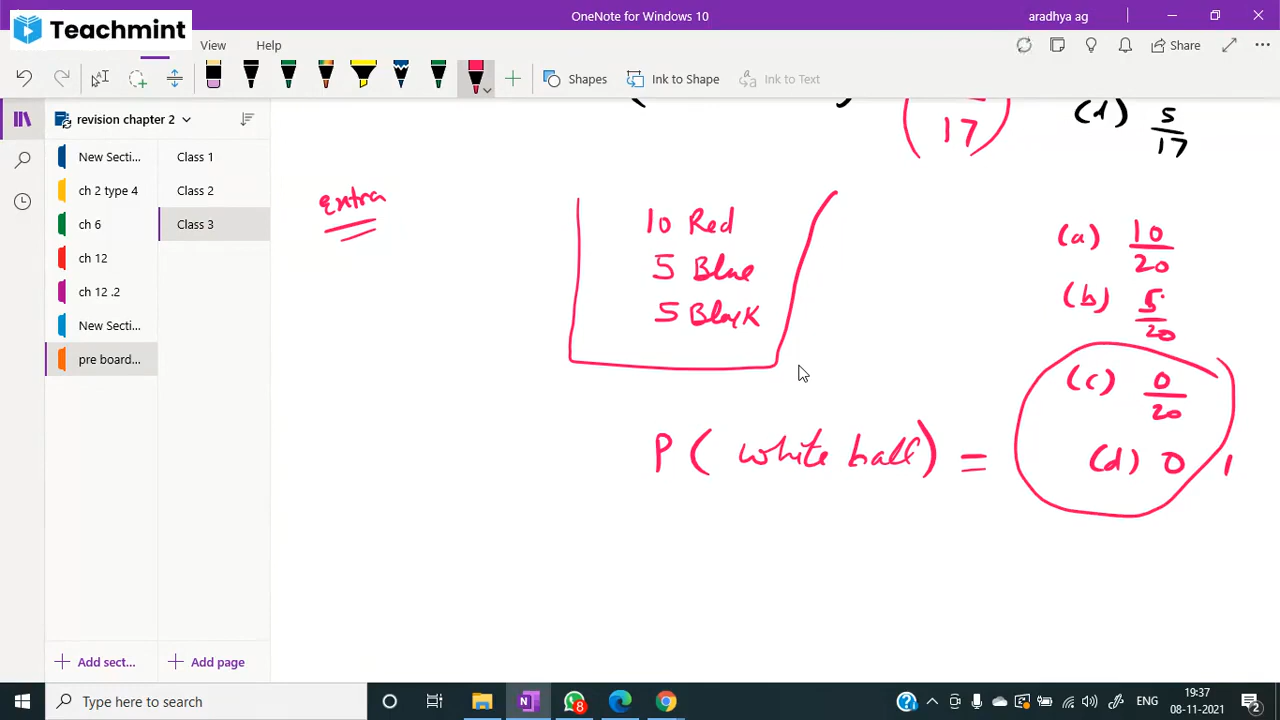 OneNote for Windows 10
aradhya ag
Teachmint
View
Help
Share
Shapes
Ink to Shape
Ink to Text
revision chapter 2
New Secti...
ch 2 type 4
ch 6
ch 12
ch 12 .2
New Secti...
pre board...
Class 1
Class 2
Class 3
Add sect...
Add page
17
(d) 5/17
extra
10 Red
5 Blue
5 Black
(a) 10/20
(b) 5/20
(c) 0/20
P( white ball) = (d) 0 1
Type here to search
8
ENG
19:37
08-11-2021
2